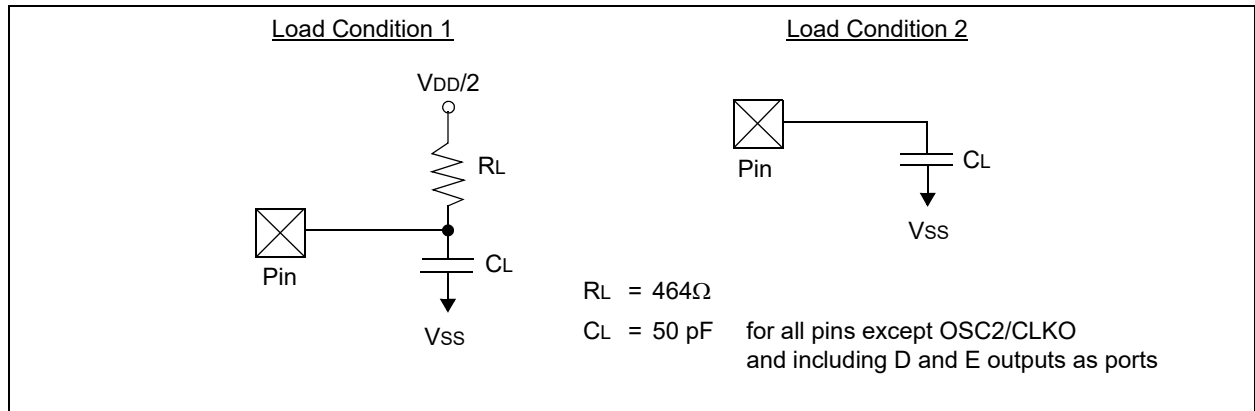 Load Condition 1
VDD/2
RL
Pin
CL
VSS
Load Condition 2
Pin
CL
VSS
RL = 464Ω
CL = 50 pF for all pins except OSC2/CLKO
and including D and E outputs as ports